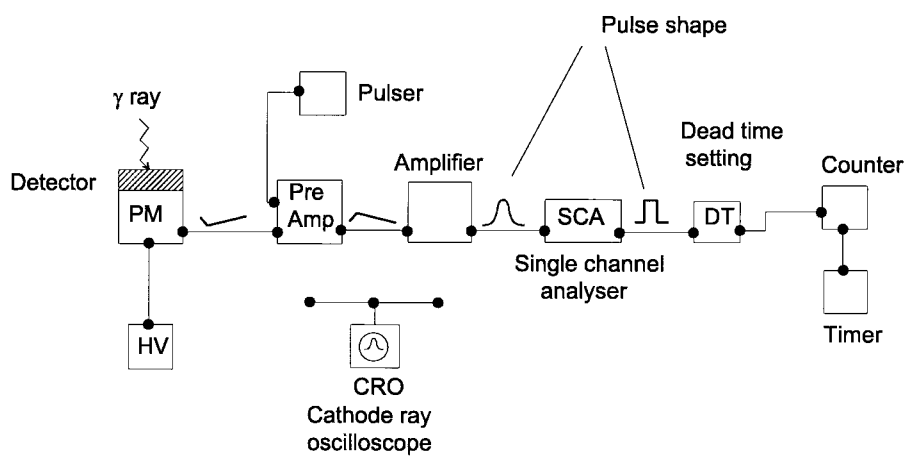 Pulse shape
γ ray
Pulser
Dead time
setting
Detector
Amplifier
Counter
PM
Pre
Amp
SCA
DT
Single channel
analyser
HV
Timer
CRO
Cathode ray
oscilloscope